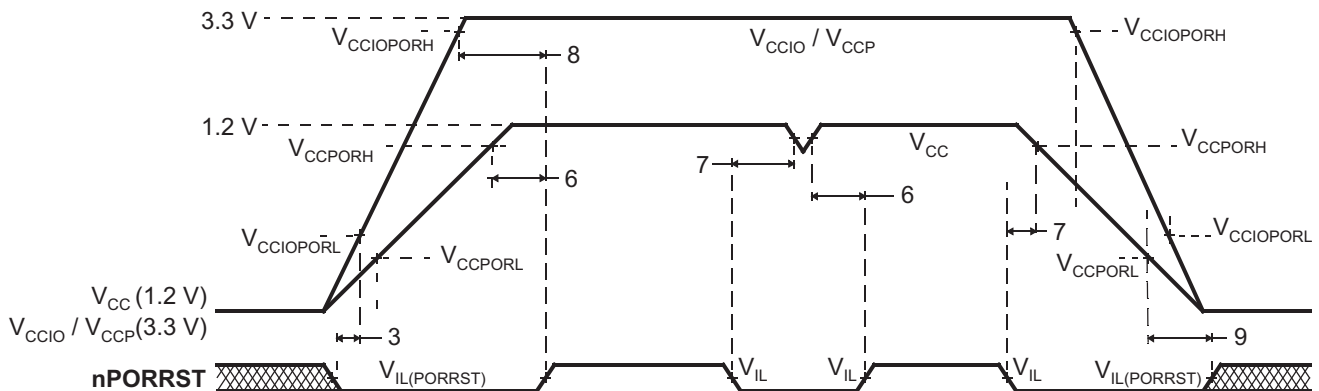 3.3 V
V_CCIOPORH
V_CCIO / V_CCP
V_CCIOPORH
8
1.2 V
V_CCPORH
V_CC
V_CCPORH
7
6
6
7
V_CCIOPORL
V_CCPORL
V_CCPORL
V_CCIOPORL
V_CC (1.2 V)
V_CCIO / V_CCP (3.3 V)
3
9
nPORRST
V_IL(PORRST)
V_IL
V_IL
V_IL
V_IL(PORRST)